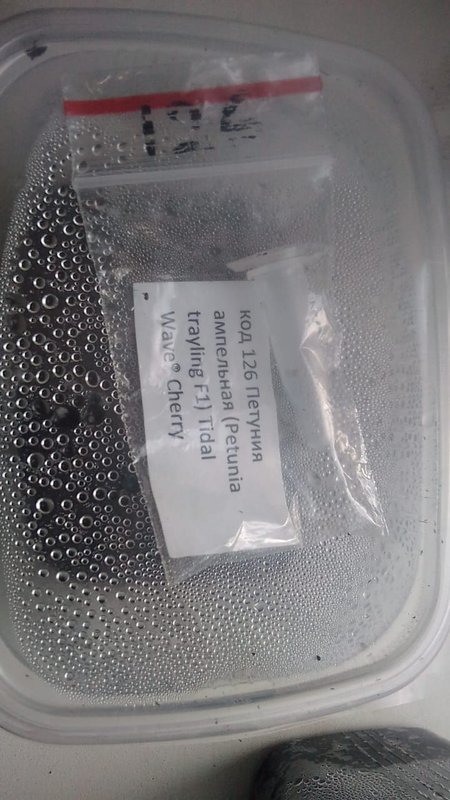 код 126 Петуния
ампельная (Petunia
trayling F1) Tidal
Wave® Cherry